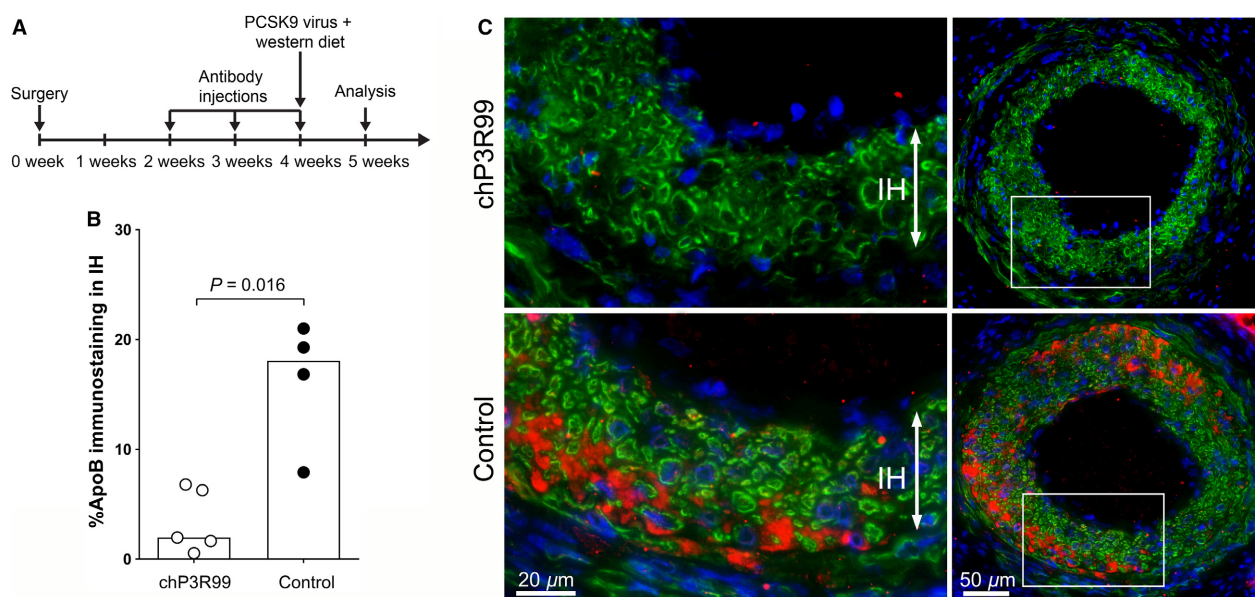 A
PCSK9 virus +
western diet
Antibody
injections
Surgery
Analysis
0 week 1 weeks 2 weeks 3 weeks 4 weeks 5 weeks
B
%ApoB immunostaining in IH
30
20
10
0
P = 0.016
chP3R99 Control
C
chP3R99
IH
Control
IH
20 µm
50 µm